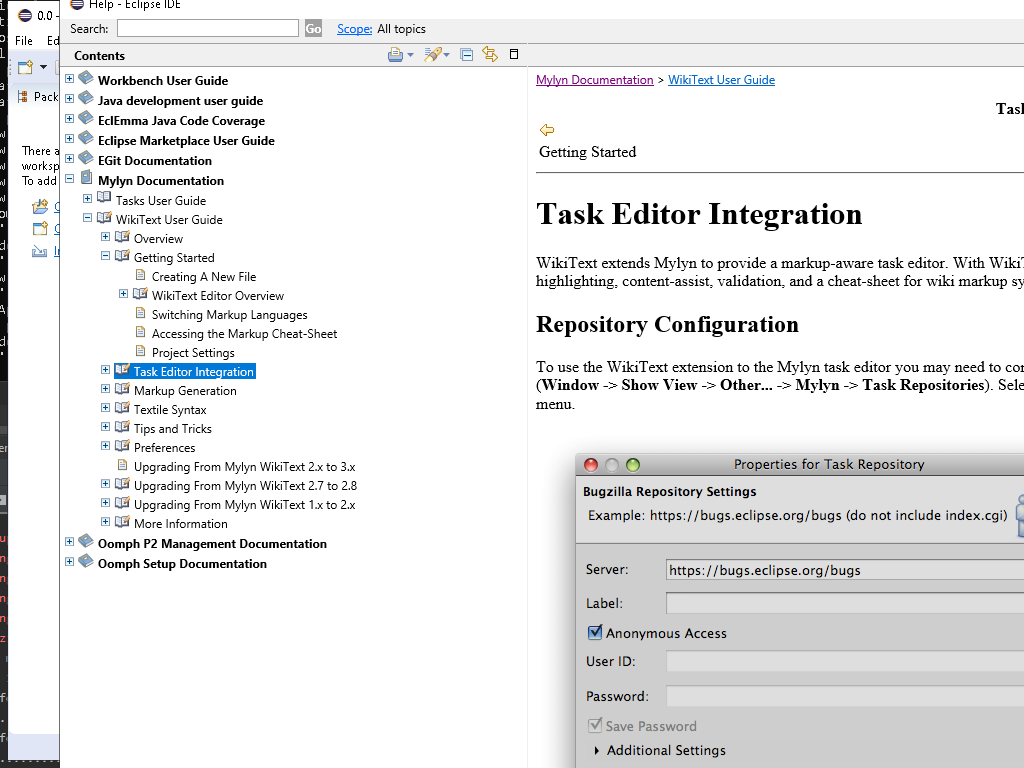 Help - Eclipse IDE
0.0 -
Search:
Go
Scope:
All topics
File
Contents
Workbench User Guide
Java development user guide
EclEmma Java Code Coverage
Eclipse Marketplace User Guide
EGit Documentation
Mylyn Documentation
Tasks User Guide
WikiText User Guide
Overview
Getting Started
Creating A New File
WikiText Editor Overview
Switching Markup Languages
Accessing the Markup Cheat-Sheet
Project Settings
Task Editor Integration
Markup Generation
Textile Syntax
Tips and Tricks
Preferences
Upgrading From Mylyn WikiText 2.x to 3.x
Upgrading From Mylyn WikiText 2.7 to 2.8
Upgrading From Mylyn WikiText 1.x to 2.x
More Information
Oomph P2 Management Documentation
Oomph Setup Documentation
Pack
There a
worksp
To add
Mylyn Documentation > WikiText User Guide
Task
Getting Started
Task Editor Integration
WikiText extends Mylyn to provide a markup-aware task editor. With WikiT
highlighting, content-assist, validation, and a cheat-sheet for wiki markup sy
Repository Configuration
To use the WikiText extension to the Mylyn task editor you may need to con
(Window -> Show View -> Other... -> Mylyn -> Task Repositories). Sele
menu.
Properties for Task Repository
Bugzilla Repository Settings
Example: https://bugs.eclipse.org/bugs (do not include index.cgi)
Server:
https://bugs.eclipse.org/bugs
Label:
Anonymous Access
User ID:
Password:
Save Password
Additional Settings